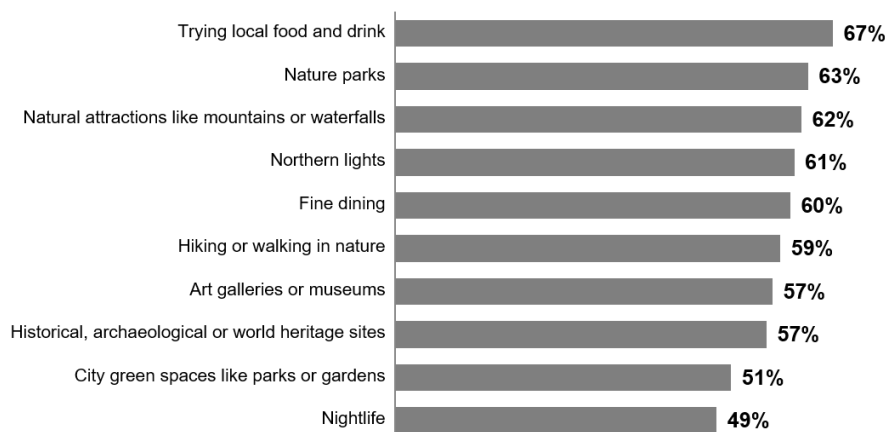 Trying local food and drink 67%
Nature parks 63%
Natural attractions like mountains or waterfalls 62%
Northern lights 61%
Fine dining 60%
Hiking or walking in nature 59%
Art galleries or museums 57%
Historical, archaeological or world heritage sites 57%
City green spaces like parks or gardens 51%
Nightlife 49%